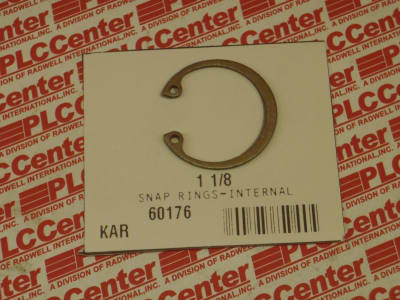 1 1/8
SNAP RINGS-INTERNAL
60176
KAR
PLCCenter
A DIVISION OF RADWELL INTERNATIONAL, INC.